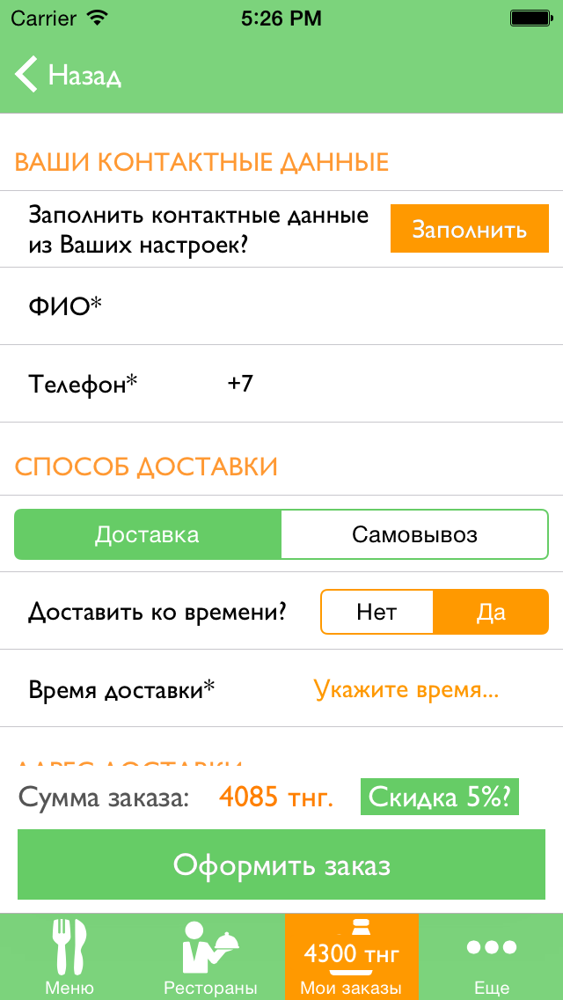 Carrier 5:26 PM
Назад
ВАШИ КОНТАКТНЫЕ ДАННЫЕ
Заполнить контактные данные
из Ваших настроек?
Заполнить
ФИО*
Телефон* +7
СПОСОБ ДОСТАВКИ
Доставка Самовывоз
Доставить ко времени? Нет Да
Время доставки* Укажите время...
АДРЕС ДОСТАВКИ
Сумма заказа: 4085 тнг. Скидка 5%?
Оформить заказ
4300 тнг
Меню Рестораны Мои заказы Еще